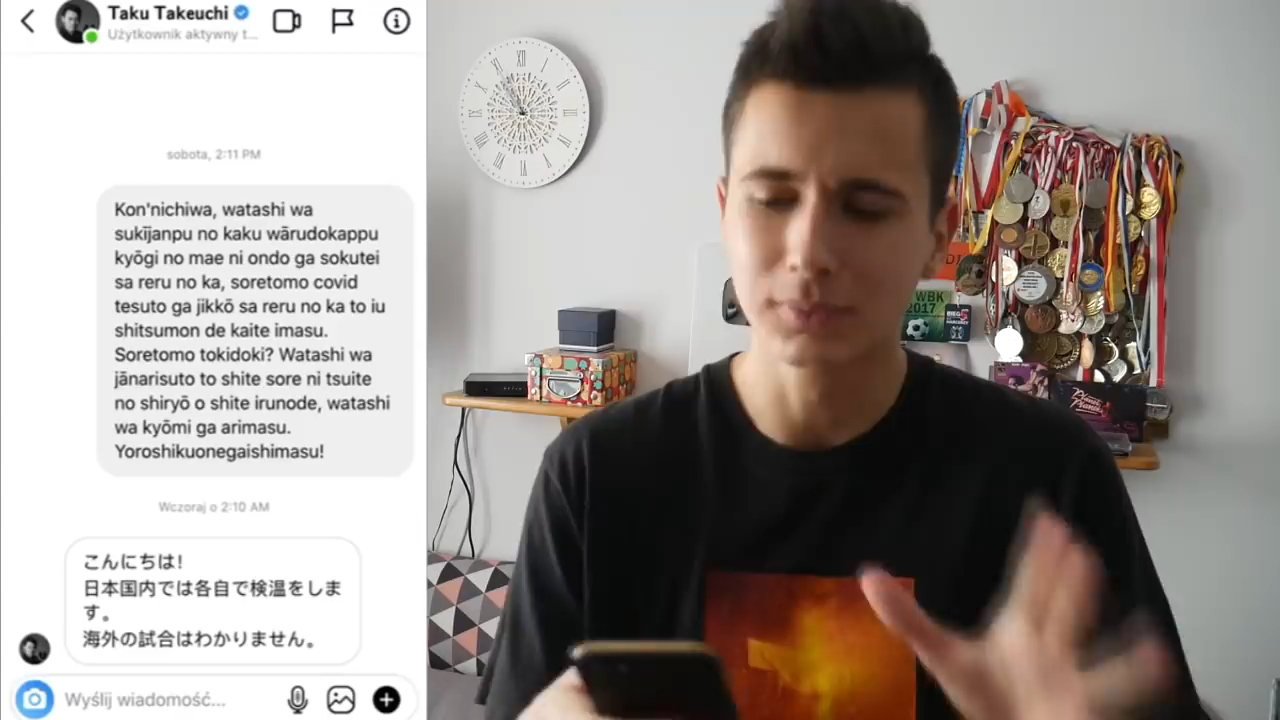 Taku Takeuchi
Użytkownik aktywny t...
sobota, 2:11 PM
Kon'nichiwa, watashi wa
sukījanpu no kaku wārudokappu
kyōgi no mae ni ondo ga sokutei
sa reru no ka, soretomo covid
tesuto ga jikkō sa reru no ka to iu
shitsumon de kaite imasu.
Soretomo tokidoki? Watashi wa
jānarisuto to shite sore ni tsuite
no shiryō o shite irunode, watashi
wa kyōmi ga arimasu.
Yoroshikuonegaishimasu!
Wczoraj o 2:10 AM
こんにちは!
日本国内では各自で検温をしま
す。
海外の試合はわかりません。
Wyślij wiadomość...
WBK
2017